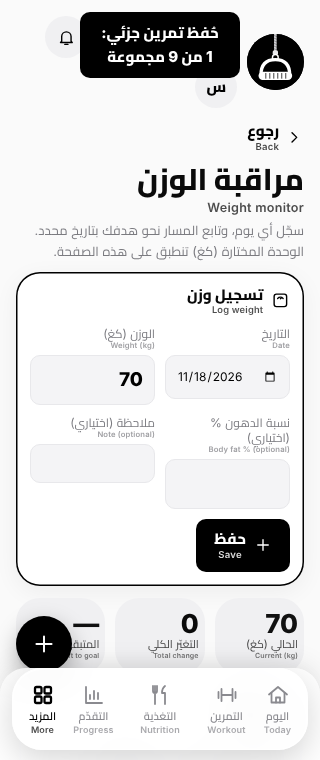 حُفظ تمرين جزئي:
1 من 9 مجموعة
س
رجوع
Back
مراقبة الوزن
Weight monitor
سجّل أي يوم، وتابع المسار نحو هدفك بتاريخ محدد.
الوحدة المختارة (كغ) تنطبق على هذه الصفحة.
تسجيل وزن
Log weight
التاريخ
Date
11/18/2026
الوزن (كغ)
Weight (kg)
70
نسبة الدهون %
(اختياري)
Body fat % (optional)
ملاحظة (اختياري)
Note (optional)
حفظ
Save
70
الحالي (كغ)
Current (kg)
0
التغيّر الكلي
Total change
—
to goal
اليوم
Today
التمرين
Workout
التغذية
Nutrition
التقدّم
Progress
المزيد
More